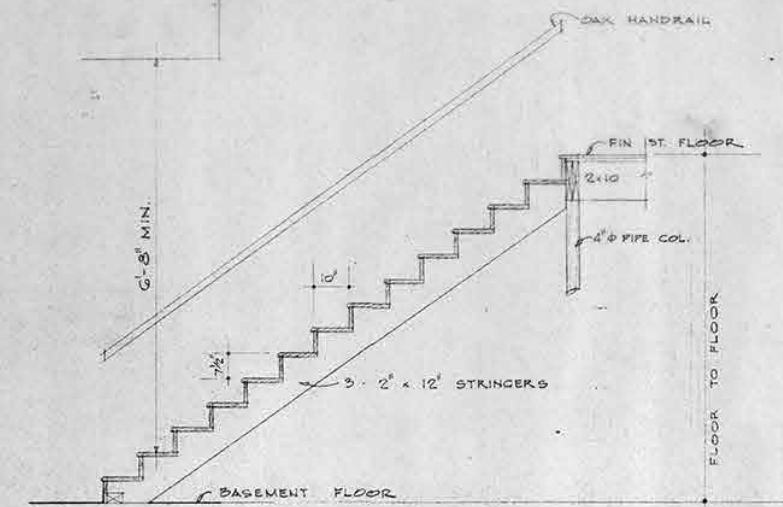 OAK HANDRAIL
FIN 1ST. FLOOR
2x10
4"φ PIPE COL.
6'-8" MIN.
10"
7½"
3 - 2" x 12" STRINGERS
FLOOR TO FLOOR
BASEMENT FLOOR